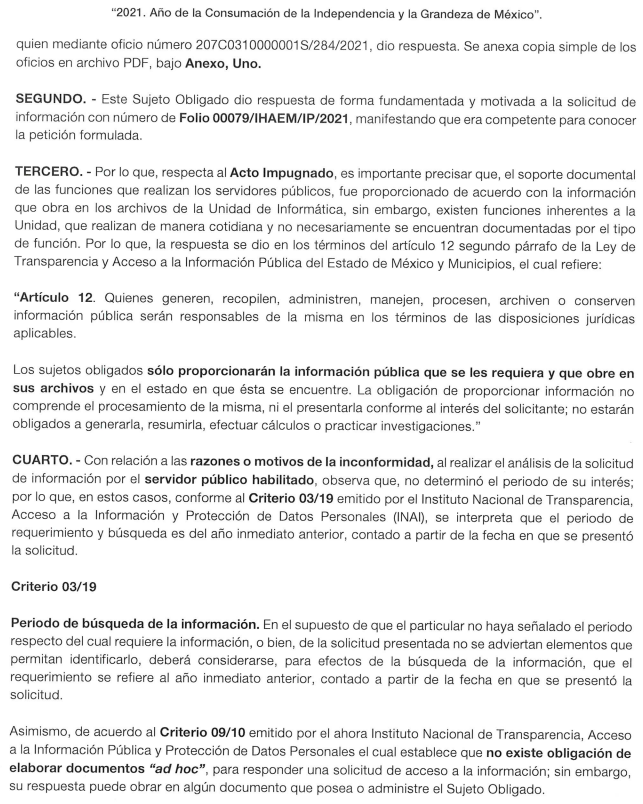 “2021. Año de la Consumación de la Independencia y la Grandeza de México”.
quien mediante oficio número 207C0310000001S/284/2021, dio respuesta. Se anexa copia simple de los
oficios en archivo PDF, bajo Anexo, Uno.
SEGUNDO. - Este Sujeto Obligado dio respuesta de forma fundamentada y motivada a la solicitud de
información con número de Folio 00079/IHAEM/IP/2021, manifestando que era competente para conocer
la petición formulada.
TERCERO. - Por lo que, respecta al Acto Impugnado, es importante precisar que, el soporte documental
de las funciones que realizan los servidores públicos, fue proporcionado de acuerdo con la información
que obra en los archivos de la Unidad de Informática, sin embargo, existen funciones inherentes a la
Unidad, que realizan de manera cotidiana y no necesariamente se encuentran documentadas por el tipo
de función. Por lo que, la respuesta se dio en los términos del artículo 12 segundo párrafo de la Ley de
Transparencia y Acceso a la Información Pública del Estado de México y Municipios, el cual refiere:
“Artículo 12. Quienes generen, recopilen, administren, manejen, procesen, archiven o conserven
información pública serán responsables de la misma en los términos de las disposiciones jurídicas
aplicables.
Los sujetos obligados sólo proporcionarán la información pública que se les requiera y que obre en
sus archivos y en el estado en que ésta se encuentre. La obligación de proporcionar información no
comprende el procesamiento de la misma, ni el presentarla conforme al interés del solicitante; no estarán
obligados a generarla, resumirla, efectuar cálculos o practicar investigaciones.”
CUARTO. - Con relación a las razones o motivos de la inconformidad, al realizar el análisis de la solicitud
de información por el servidor público habilitado, observa que, no determinó el periodo de su interés;
por lo que, en estos casos, conforme al Criterio 03/19 emitido por el Instituto Nacional de Transparencia,
Acceso a la Información y Protección de Datos Personales (INAI), se interpreta que el periodo de
requerimiento y búsqueda es del año inmediato anterior, contado a partir de la fecha en que se presentó
la solicitud.
Criterio 03/19
Periodo de búsqueda de la información. En el supuesto de que el particular no haya señalado el periodo
respecto del cual requiere la información, o bien, de la solicitud presentada no se adviertan elementos que
permitan identificarlo, deberá considerarse, para efectos de la búsqueda de la información, que el
requerimiento se refiere al año inmediato anterior, contado a partir de la fecha en que se presentó la
solicitud.
Asimismo, de acuerdo al Criterio 09/10 emitido por el ahora Instituto Nacional de Transparencia, Acceso
a la Información Pública y Protección de Datos Personales el cual establece que no existe obligación de
elaborar documentos “ad hoc”, para responder una solicitud de acceso a la información; sin embargo,
su respuesta puede obrar en algún documento que posea o administre el Sujeto Obligado.